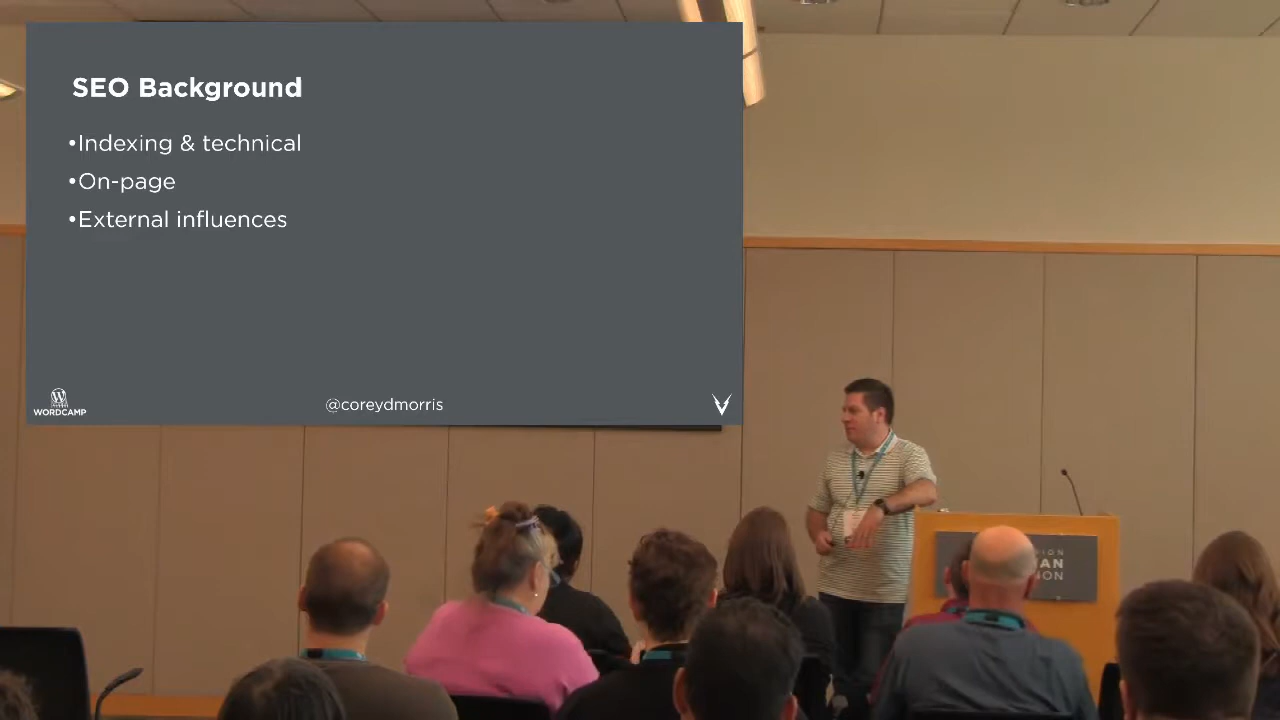 SEO Background
•Indexing & technical
•On-page
•External influences
WORDCAMP
@coreydmorris